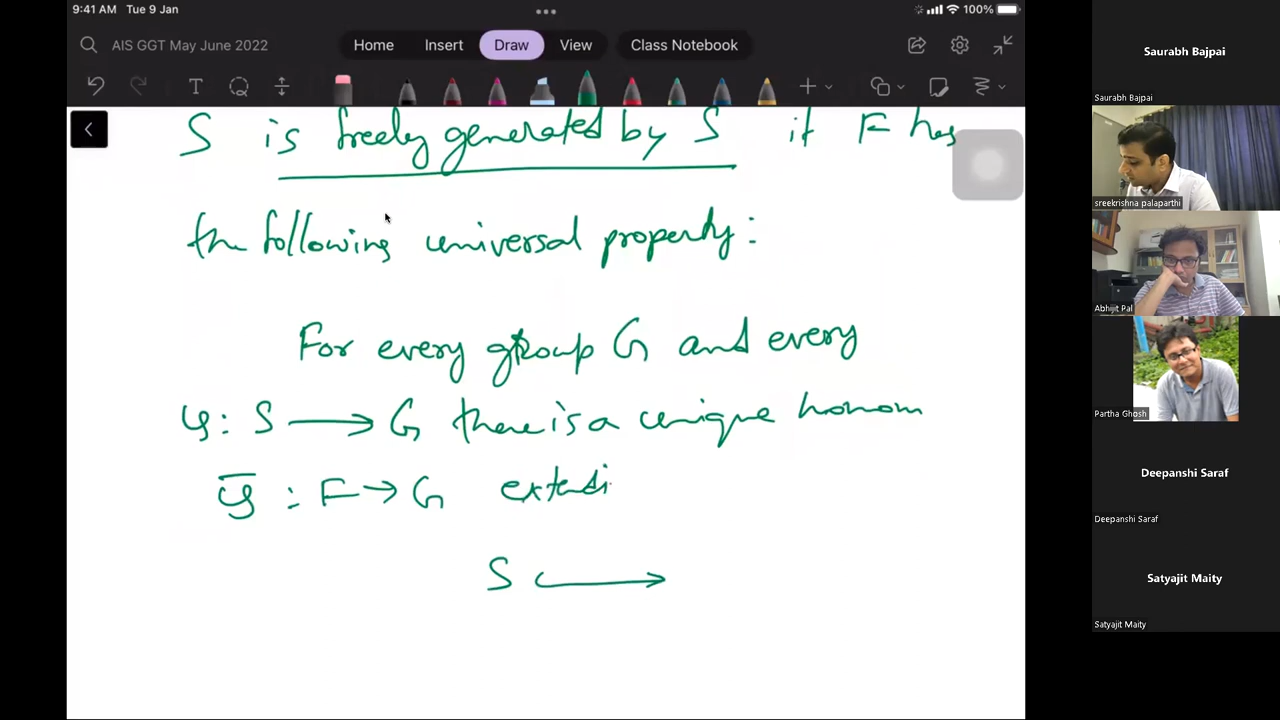 9:41 AM Tue 9 Jan
100%
AIS GGT May June 2022
Home Insert Draw View Class Notebook
S is freely generated by S if F has
the following universal property:
For every group G and every
φ: S → G there is a unique homom
φ̅ : F → G extendi
S ↪
Saurabh Bajpai
Saurabh Bajpai
sreekrishna palaparthi
Abhijit Pal
Partha Ghosh
Deepanshi Saraf
Deepanshi Saraf
Satyajit Maity
Satyajit Maity